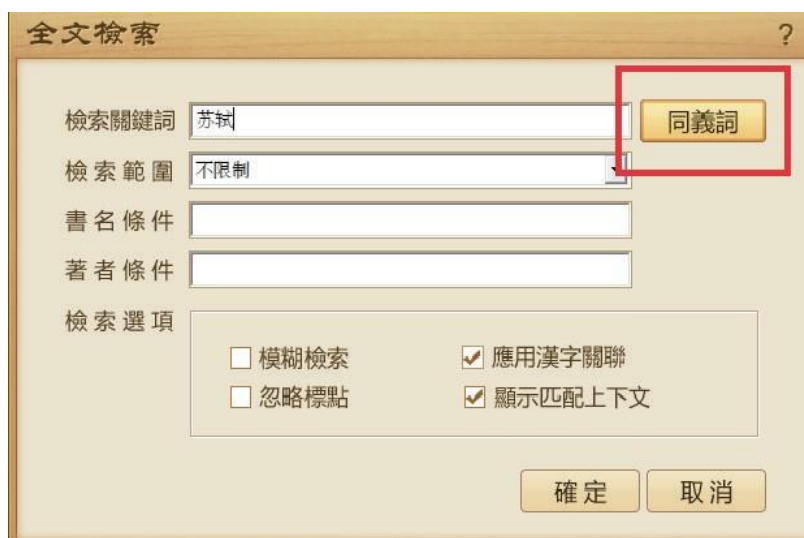 全文檢索 ?
檢索關鍵詞 苏轼 同義詞
檢索範圍 不限制
書名條件
著者條件
檢索選項
模糊檢索 應用漢字關聯
忽略標點 顯示匹配上下文
確定 取消